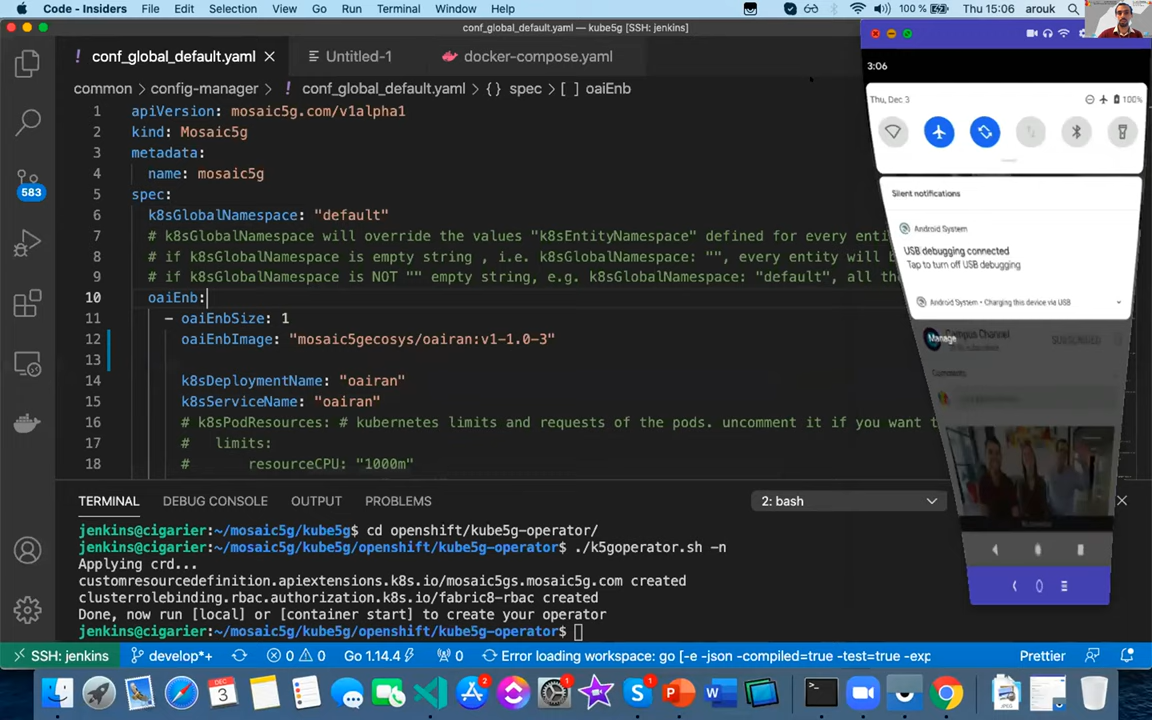 Code - Insiders File Edit Selection View Go Run Terminal Window Help 100 % Thu 15:06 arouk
conf_global_default.yaml — kube5g [SSH: jenkins]
! conf_global_default.yaml Untitled-1 docker-compose.yaml
common > config-manager > ! conf_global_default.yaml > {} spec > [ ] oaiEnb
1 apiVersion: mosaic5g.com/v1alpha1
2 kind: Mosaic5g
3 metadata:
4 name: mosaic5g
5 spec:
6 k8sGlobalNamespace: "default"
7 # k8sGlobalNamespace will override the values "k8sEntityNamespace" defined for every enti
8 # if k8sGlobalNamespace is empty string , i.e. k8sGlobalNamespace: "", every entity will b
9 # if k8sGlobalNamespace is NOT "" empty string, e.g. k8sGlobalNamespace: "default", all the
10 oaiEnb:
11 - oaiEnbSize: 1
12 oaiEnbImage: "mosaic5gecosys/oairan:v1-1.0-3"
13
14 k8sDeploymentName: "oairan"
15 k8sServiceName: "oairan"
16 # k8sPodResources: # kubernetes limits and requests of the pods. uncomment it if you want t
17 # limits:
18 # resourceCPU: "1000m"
583
TERMINAL DEBUG CONSOLE OUTPUT PROBLEMS 2: bash
jenkins@cigarier:~/mosaic5g/kube5g$ cd openshift/kube5g-operator/
jenkins@cigarier:~/mosaic5g/kube5g/openshift/kube5g-operator$ ./k5goperator.sh -n
Applying crd...
customresourcedefinition.apiextensions.k8s.io/mosaic5gs.mosaic5g.com created
clusterrolebinding.rbac.authorization.k8s.io/fabric8-rbac created
Done, now run [local] or [container start] to create your operator
jenkins@cigarier:~/mosaic5g/kube5g/openshift/kube5g-operator$
SSH: jenkins develop*+ 0 0 Go 1.14.4 0 Error loading workspace: go [-e -json -compiled=true -test=true -exp Prettier
3:06
Thu, Dec 3 100%
Silent notifications
Android System
USB debugging connected
Tap to turn off USB debugging
Android System • Charging this device via USB
Manage
Campus Channel
SUBSCRIBED
Comments
DEC
3
2
1
1